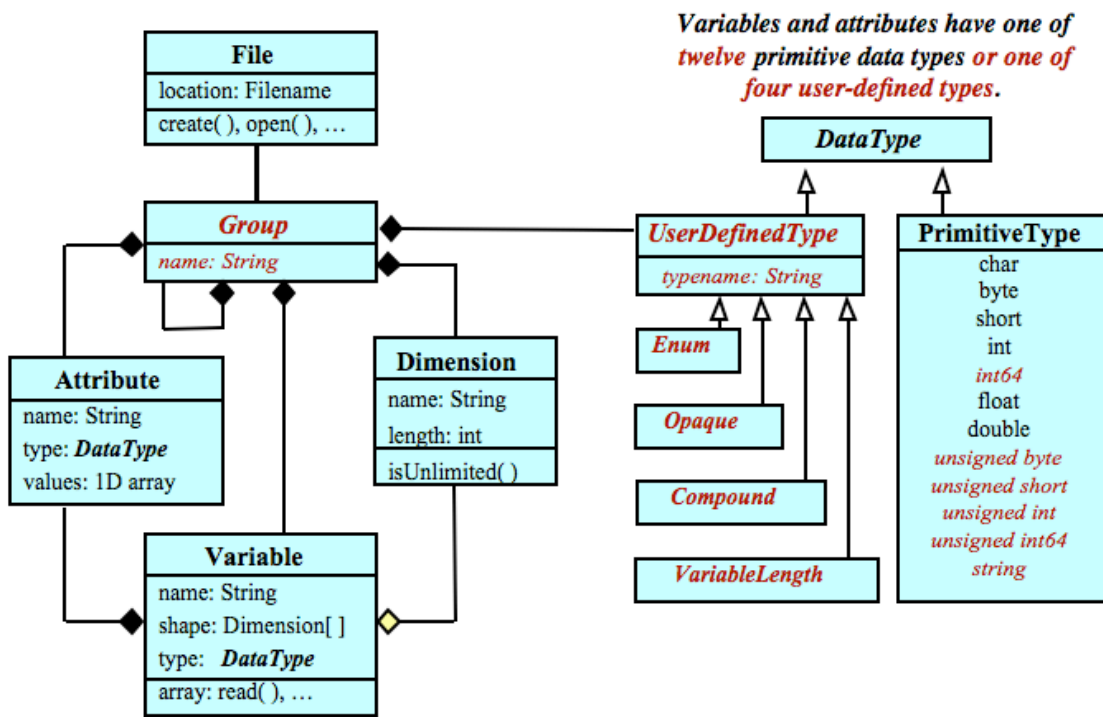 Variables and attributes have one of
twelve primitive data types or one of
four user-defined types.
File
location: Filename
create( ), open( ), …
Group
name: String
Attribute
name: String
type: DataType
values: 1D array
Dimension
name: String
length: int
isUnlimited( )
Variable
name: String
shape: Dimension[ ]
type: DataType
array: read( ), …
DataType
UserDefinedType
typename: String
Enum
Opaque
Compound
VariableLength
PrimitiveType
char
byte
short
int
int64
float
double
unsigned byte
unsigned short
unsigned int
unsigned int64
string